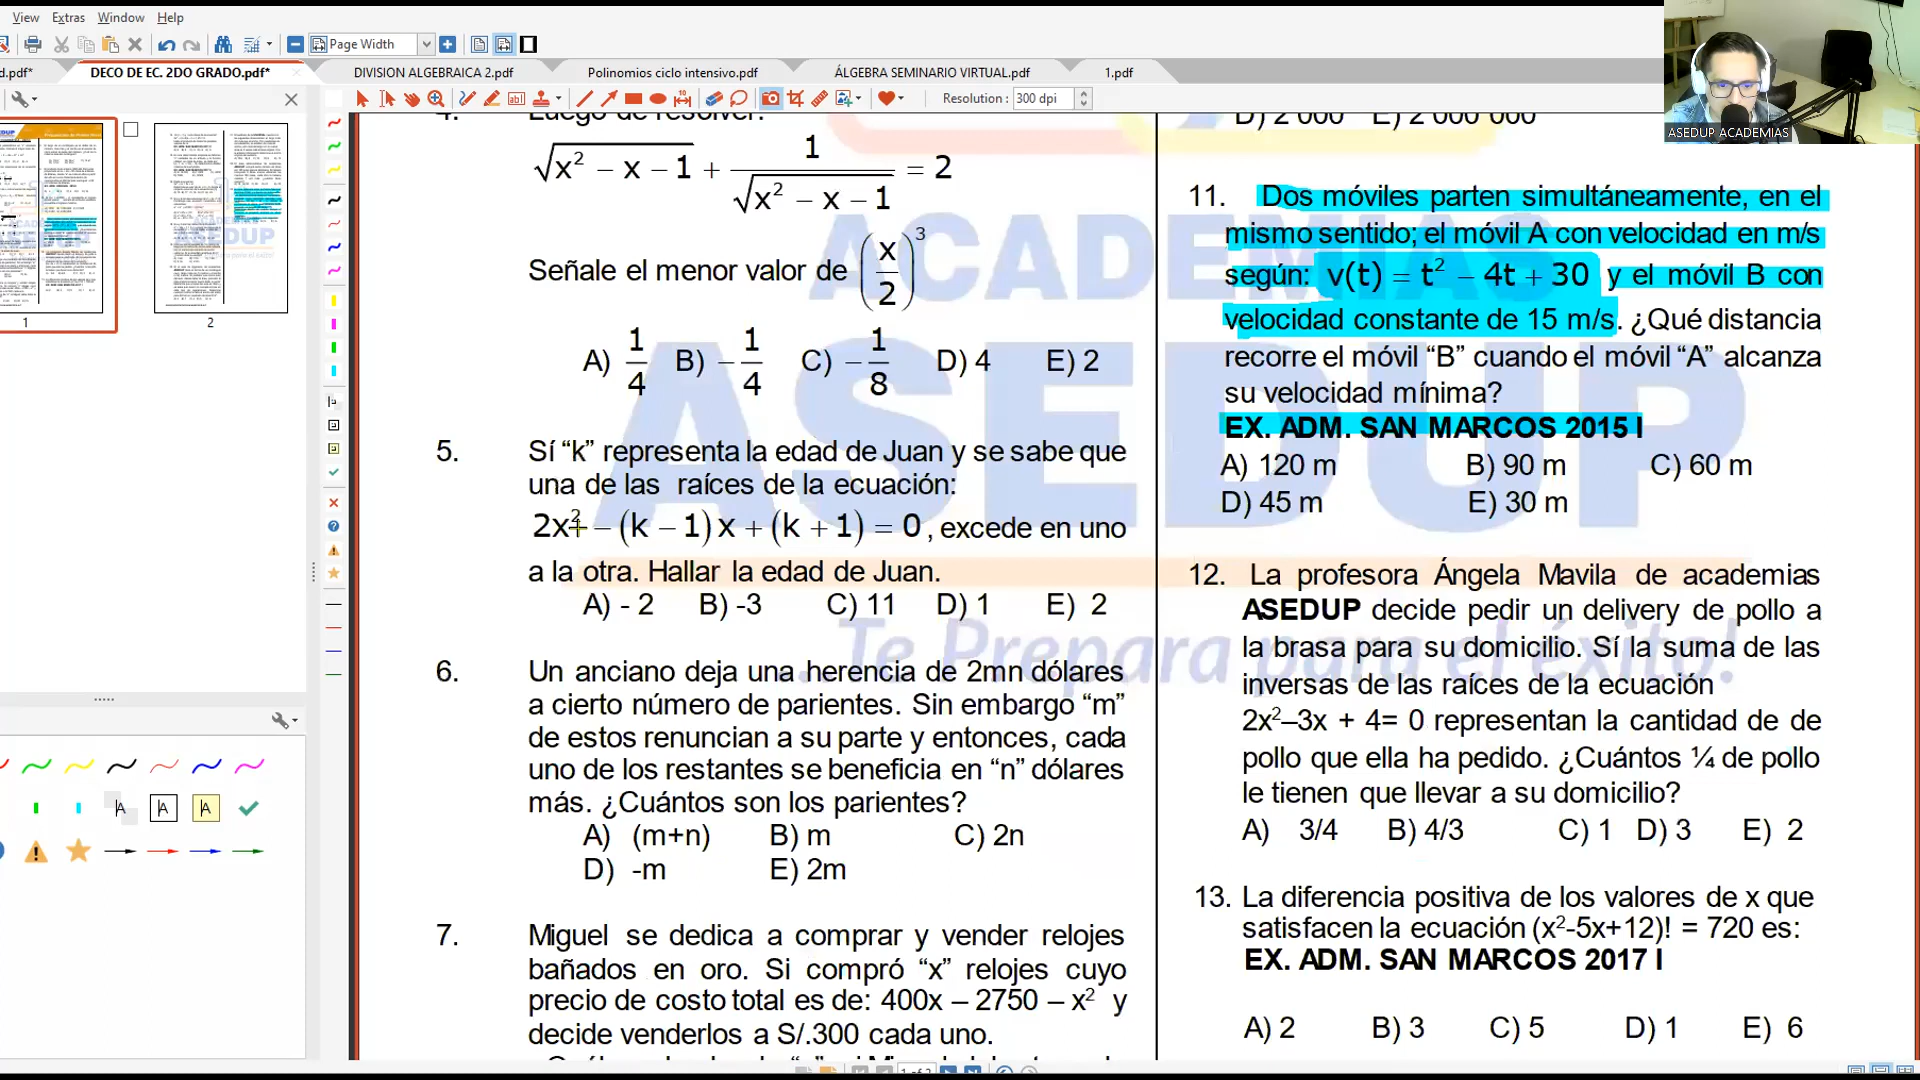 View Extras Window Help
Page Width
d.pdf*
DECO DE EC. 2DO GRADO.pdf*
DIVISION ALGEBRAICA 2.pdf
Polinomios ciclo intensivo.pdf
ÁLGEBRA SEMINARIO VIRTUAL.pdf
1.pdf
Resolution : 300 dpi
ASEDUP ACADEMIAS
1
2
ACADEMIAS
ASEDUP
Te Prepara para el éxito!
4. Luego de resolver:
√(x² − x − 1) + 1/√(x² − x − 1) = 2
Señale el menor valor de (x/2)³
A) 1/4 B) −1/4 C) −1/8 D) 4 E) 2
5. Sí “k” representa la edad de Juan y se sabe que
una de las raíces de la ecuación:
2x² − (k − 1)x + (k + 1) = 0, excede en uno
a la otra. Hallar la edad de Juan.
A) - 2 B) -3 C) 11 D) 1 E) 2
6. Un anciano deja una herencia de 2mn dólares
a cierto número de parientes. Sin embargo “m”
de estos renuncian a su parte y entonces, cada
uno de los restantes se beneficia en “n” dólares
más. ¿Cuántos son los parientes?
A) (m+n) B) m C) 2n
D) -m E) 2m
7. Miguel se dedica a comprar y vender relojes
bañados en oro. Si compró “x” relojes cuyo
precio de costo total es de: 400x – 2750 – x² y
decide venderlos a S/.300 cada uno.
D) 2 000 E) 2 000 000
11. Dos móviles parten simultáneamente, en el
mismo sentido; el móvil A con velocidad en m/s
según: v(t) = t² − 4t + 30 y el móvil B con
velocidad constante de 15 m/s. ¿Qué distancia
recorre el móvil “B” cuando el móvil “A” alcanza
su velocidad mínima?
EX. ADM. SAN MARCOS 2015 I
A) 120 m B) 90 m C) 60 m
D) 45 m E) 30 m
12. La profesora Ángela Mavila de academias
ASEDUP decide pedir un delivery de pollo a
la brasa para su domicilio. Sí la suma de las
inversas de las raíces de la ecuación
2x²–3x + 4= 0 representan la cantidad de de
pollo que ella ha pedido. ¿Cuántos ¼ de pollo
le tienen que llevar a su domicilio?
A) 3/4 B) 4/3 C) 1 D) 3 E) 2
13. La diferencia positiva de los valores de x que
satisfacen la ecuación (x²-5x+12)! = 720 es:
EX. ADM. SAN MARCOS 2017 I
A) 2 B) 3 C) 5 D) 1 E) 6